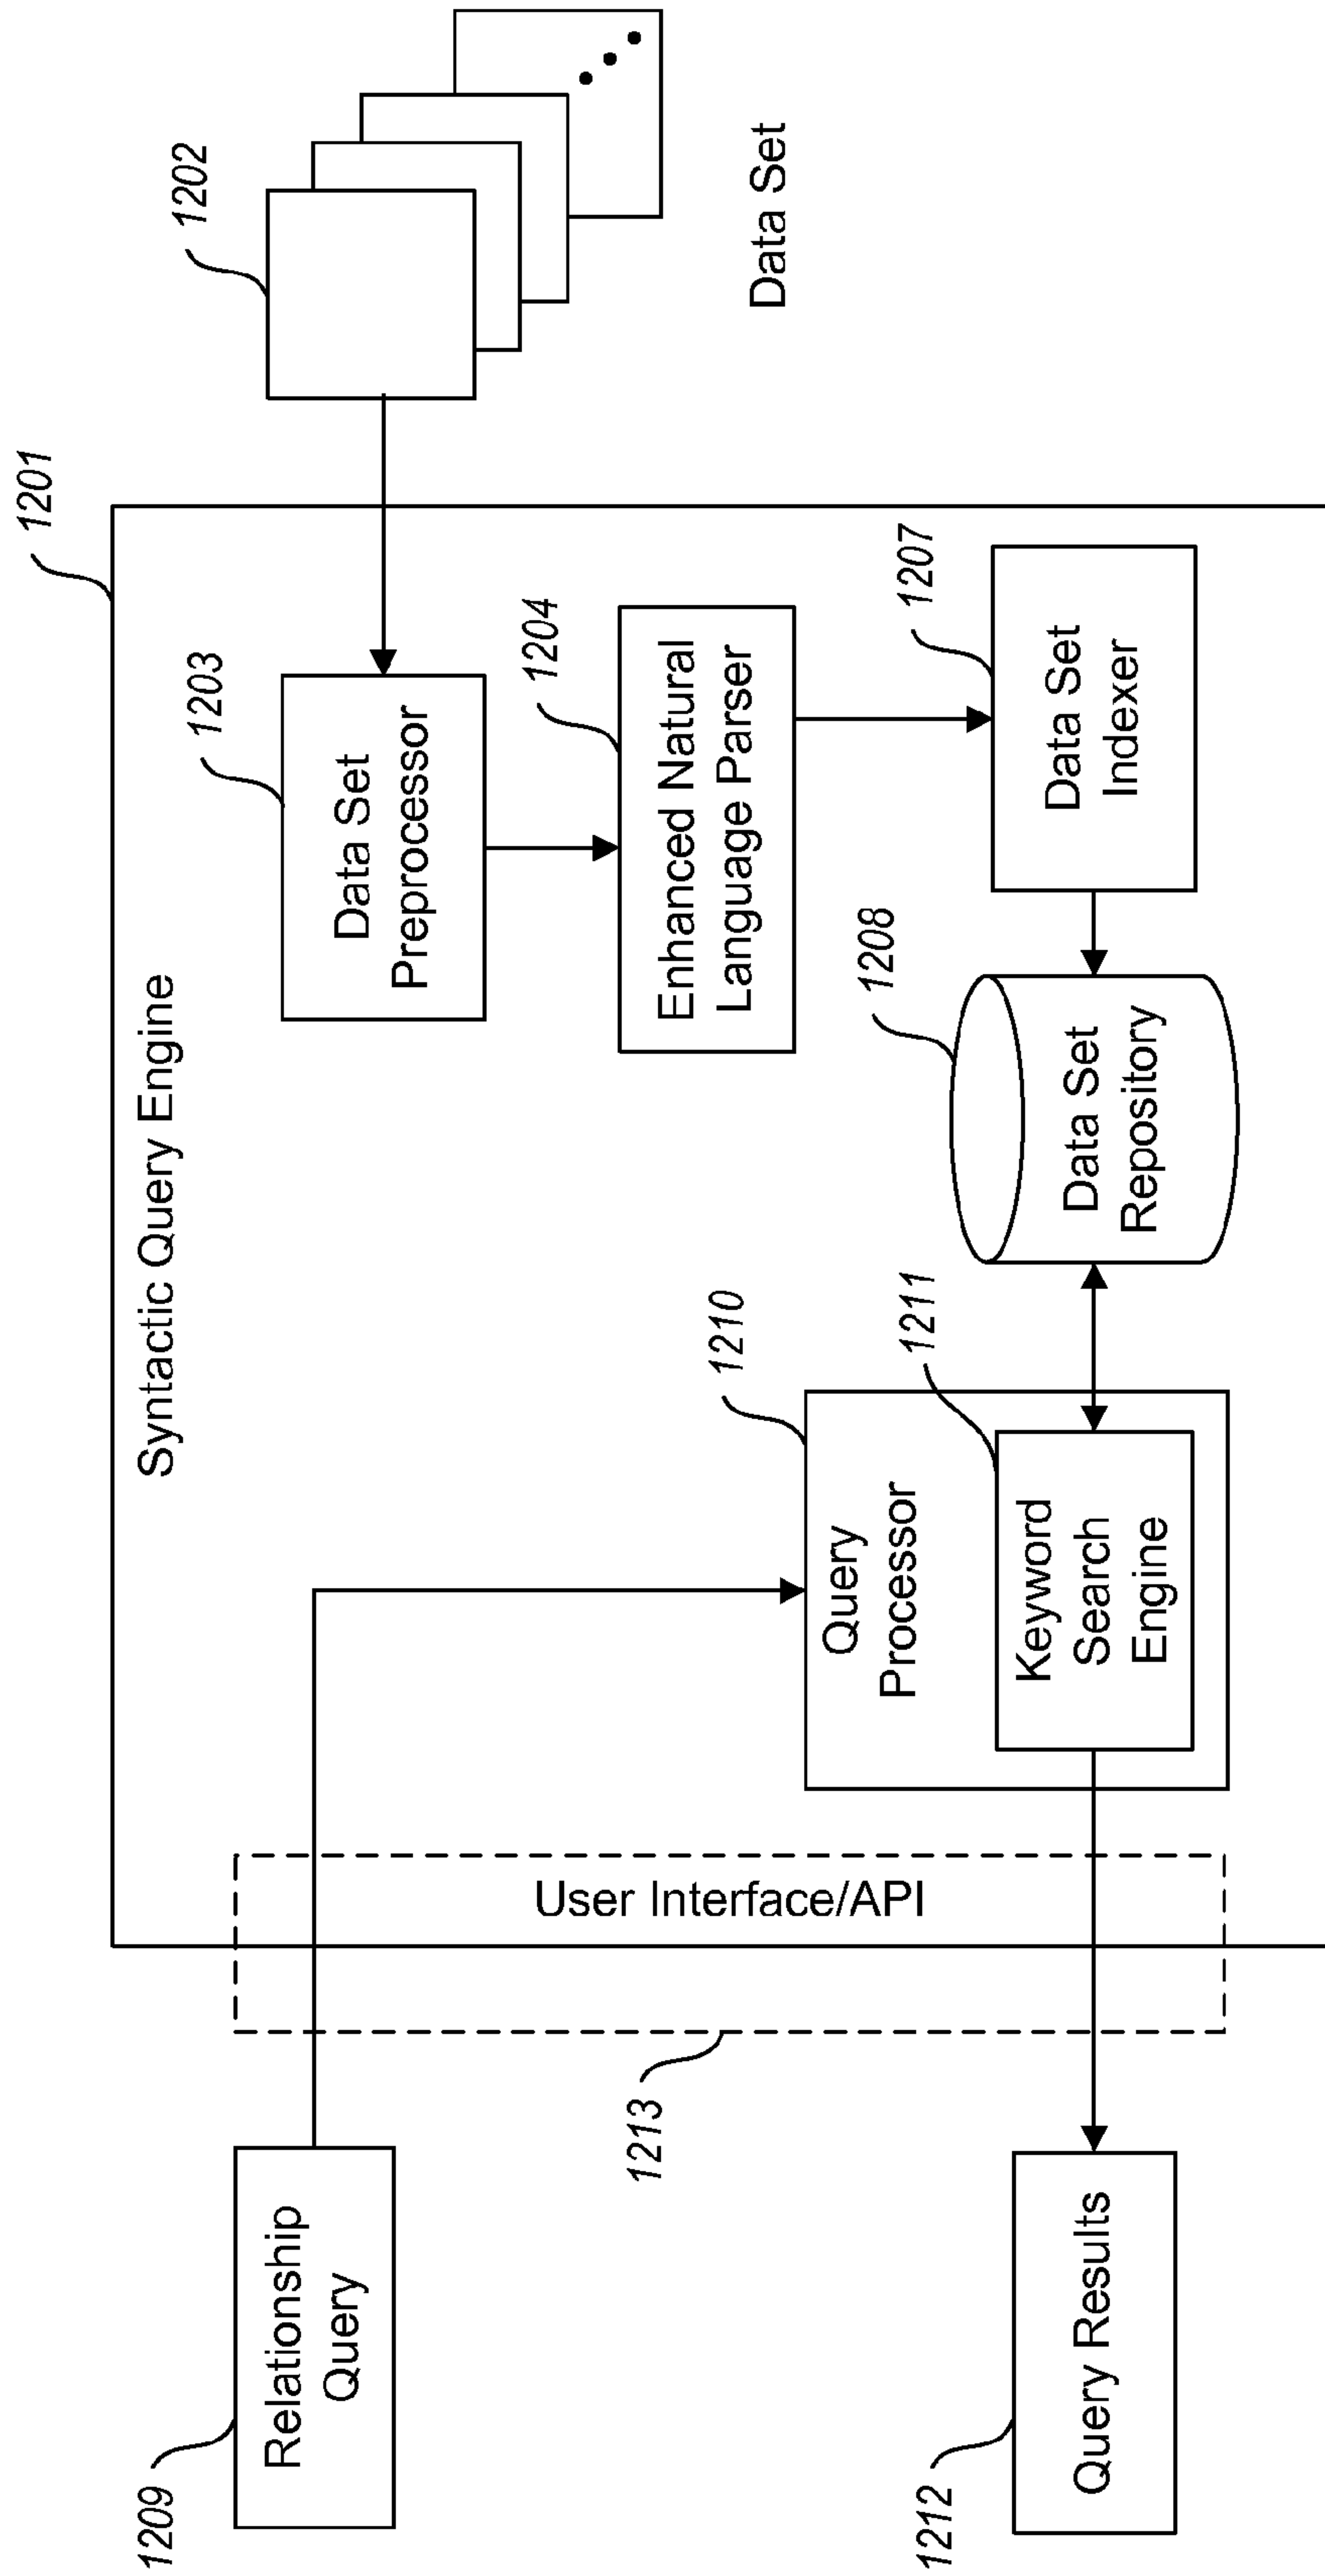 1201
Syntactic Query Engine
1202
Data Set
1203
Data Set
Preprocessor
1204
Enhanced Natural
Language Parser
1207
Data Set
Indexer
1208
Data Set
Repository
1210
Query
Processor
1211
Keyword
Search
Engine
User Interface/API
1213
1209
Relationship
Query
1212
Query Results